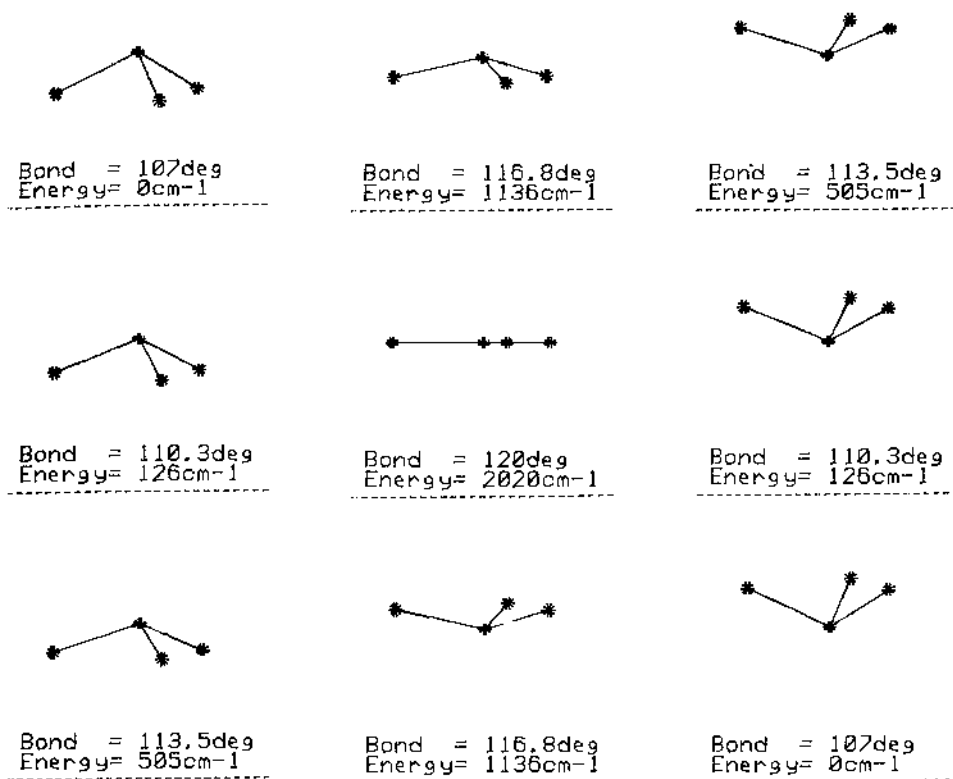 Bond = 107deg
Energy= 0cm-1
Bond = 116.8deg
Energy= 1136cm-1
Bond = 113.5deg
Energy= 505cm-1
Bond = 110.3deg
Energy= 126cm-1
Bond = 120deg
Energy= 2020cm-1
Bond = 110.3deg
Energy= 126cm-1
Bond = 113.5deg
Energy= 505cm-1
Bond = 116.8deg
Energy= 1136cm-1
Bond = 107deg
Energy= 0cm-1